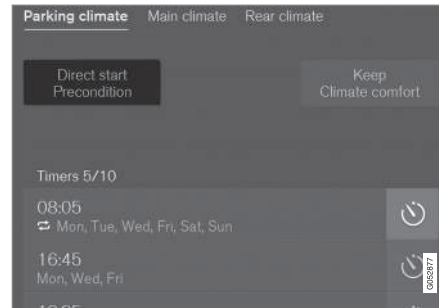 Parking climate Main climate Rear climate
Direct start
Precondition
Keep
Climate comfort
Timers 5/10
08:05
Mon, Tue, Wed, Fri, Sat, Sun
16:45
Mon, Wed, Fri
G052877